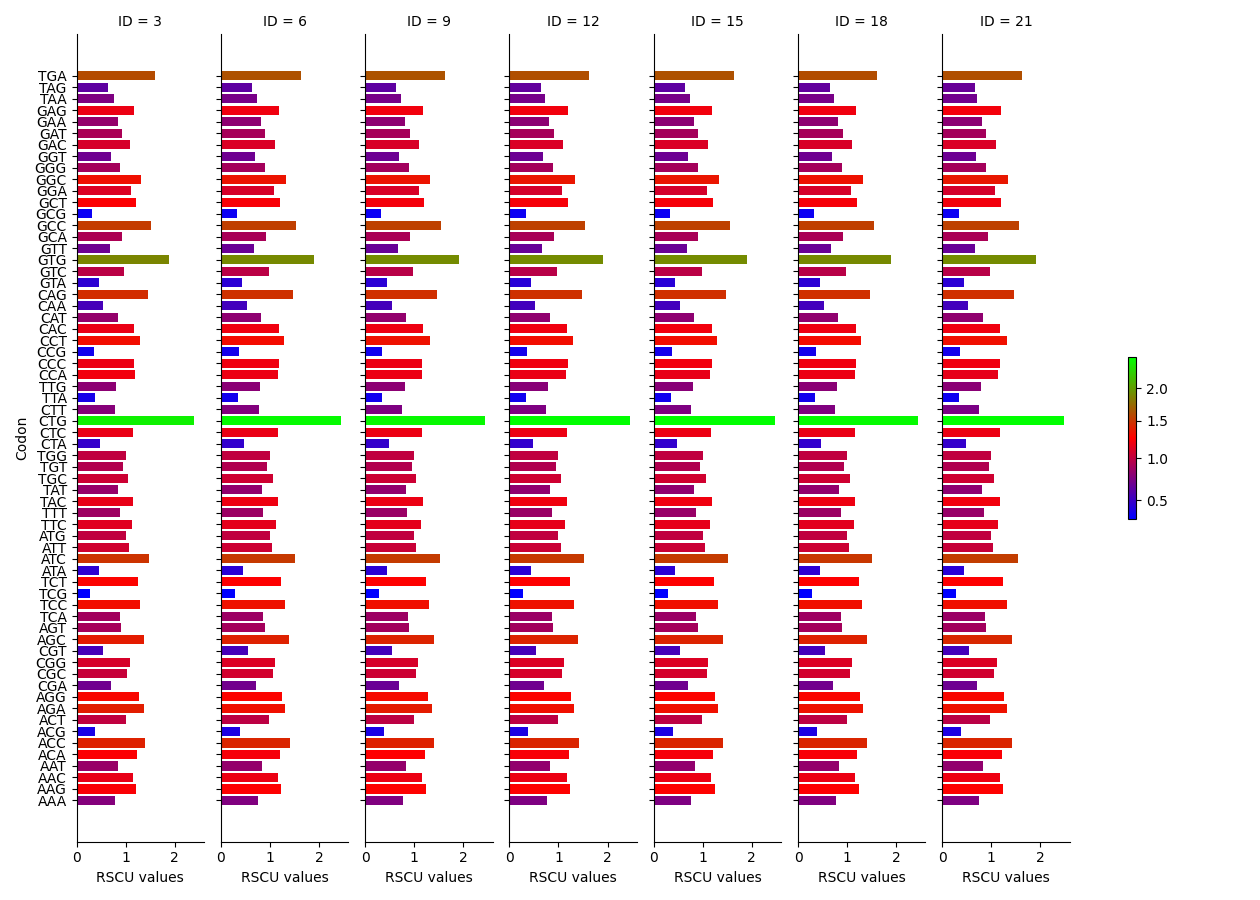 ID = 3 ID = 6 ID = 9 ID = 12 ID = 15 ID = 18 ID = 21
TGA
TAG
TAA
GAG
GAA
GAT
GAC
GGT
GGG
GGC
GGA
GCT
GCG
GCC
GCA
GTT
GTG
GTC
GTA
CAG
CAA
CAT
CAC
CCT
CCG
CCC
CCA
TTG
TTA
CTT
CTG
CTC
CTA
TGG
TGT
TGC
TAT
TAC
TTT
TTC
ATG
ATT
ATC
ATA
TCT
TCG
TCC
TCA
AGT
AGC
CGT
CGG
CGC
CGA
AGG
AGA
ACT
ACG
ACC
ACA
AAT
AAC
AAG
AAA
Codon
0 1 2 0 1 2 0 1 2 0 1 2 0 1 2 0 1 2 0 1 2
RSCU values RSCU values RSCU values RSCU values RSCU values RSCU values RSCU values
2.0
1.5
1.0
0.5